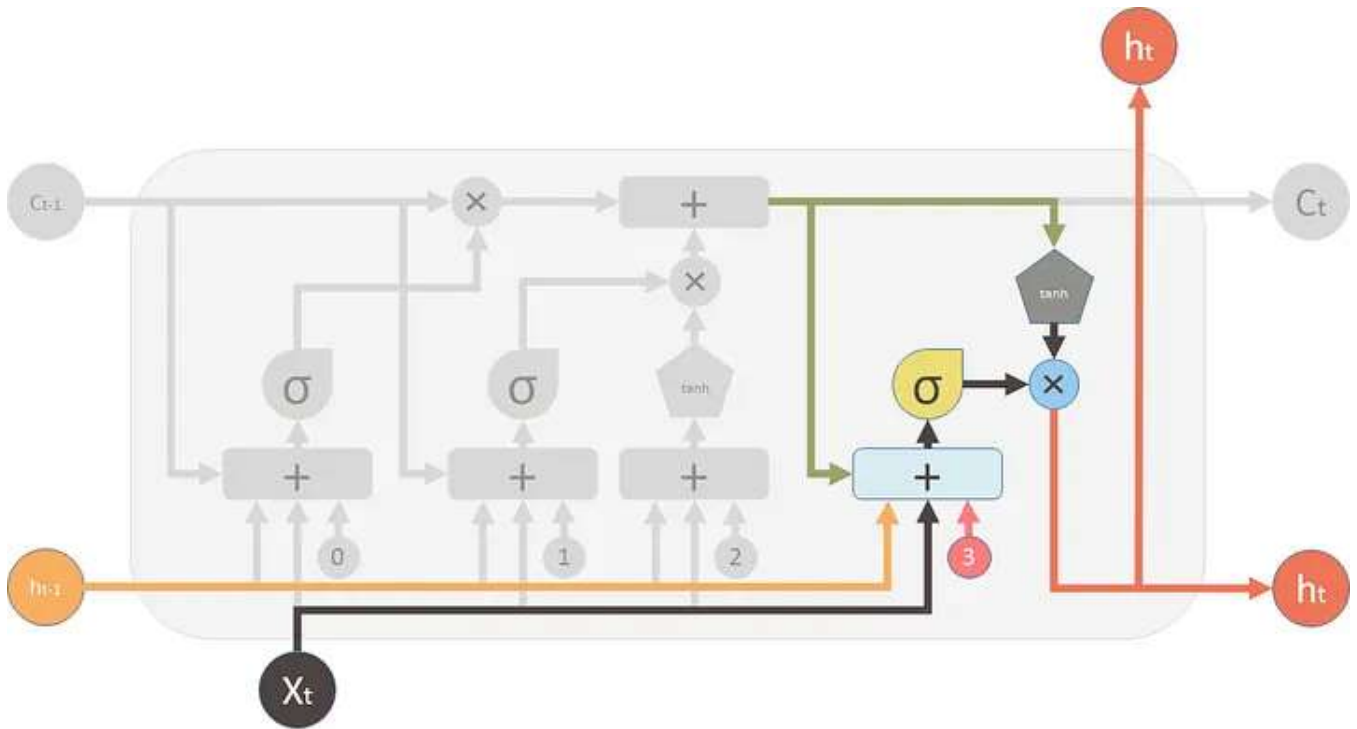 ht
Ct-1
×
+
Ct
×
tanh
σ
σ
tanh
σ
×
+
+
+
+
0
1
2
3
ht-1
ht
Xt